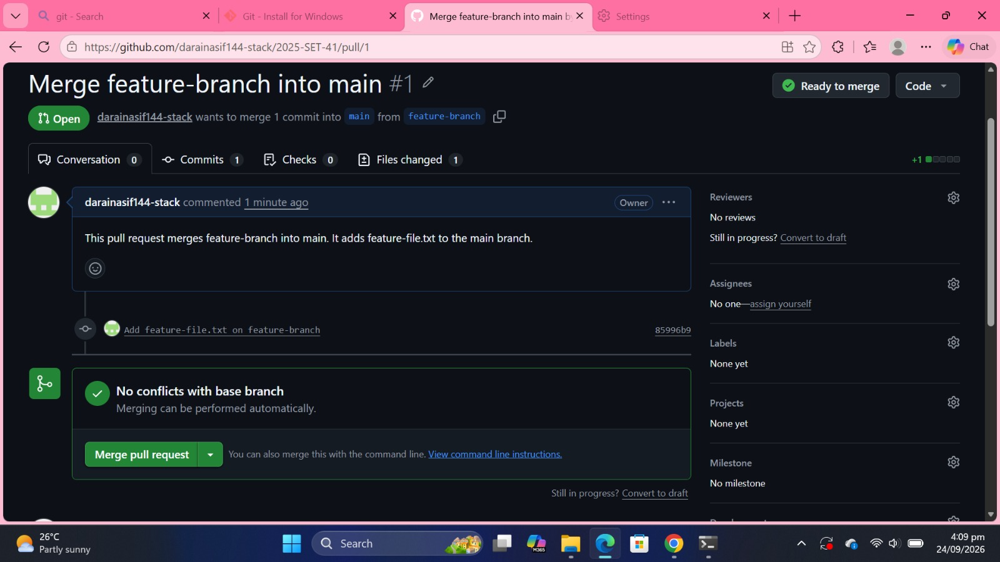 git - Search
Git - Install for Windows
Merge feature-branch into main by
Settings
https://github.com/darainasif144-stack/2025-SET-41/pull/1
Chat
Merge feature-branch into main #1
Ready to merge
Code
Open
darainasif144-stack wants to merge 1 commit into main from feature-branch
Conversation 0
Commits 1
Checks 0
Files changed 1
+1
darainasif144-stack commented 1 minute ago
Owner
This pull request merges feature-branch into main. It adds feature-file.txt to the main branch.
Add feature-file.txt on feature-branch
85996b9
No conflicts with base branch
Merging can be performed automatically.
Merge pull request
You can also merge this with the command line. View command line instructions.
Still in progress? Convert to draft
Reviewers
No reviews
Still in progress? Convert to draft
Assignees
No one—assign yourself
Labels
None yet
Projects
None yet
Milestone
No milestone
26°C
Partly sunny
Search
M365
4:09 pm
24/09/2026